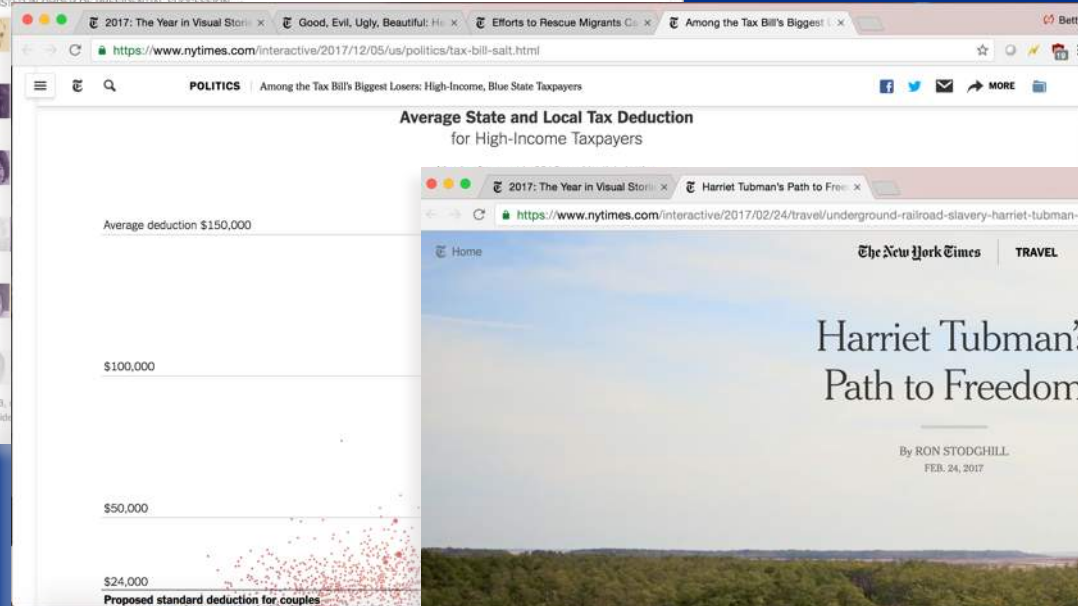 2017: The Year in Visual Stori
Good, Evil, Ugly, Beautiful: H
Efforts to Rescue Migrants C
Among the Tax Bill's Biggest L
Bett
https://www.nytimes.com/interactive/2017/12/05/us/politics/tax-bill-salt.html
POLITICS Among the Tax Bill's Biggest Losers: High-Income, Blue State Taxpayers
MORE
Average State and Local Tax Deduction
for High-Income Taxpayers
Average deduction $150,000
$100,000
$50,000
$24,000
Proposed standard deduction for couples
2017: The Year in Visual Stori
Harriet Tubman's Path to Free
https://www.nytimes.com/interactive/2017/02/24/travel/underground-railroad-slavery-harriet-tubman-
Home
The New York Times TRAVEL
Harriet Tubman's
Path to Freedom
By RON STODGHILL
FEB. 24, 2017